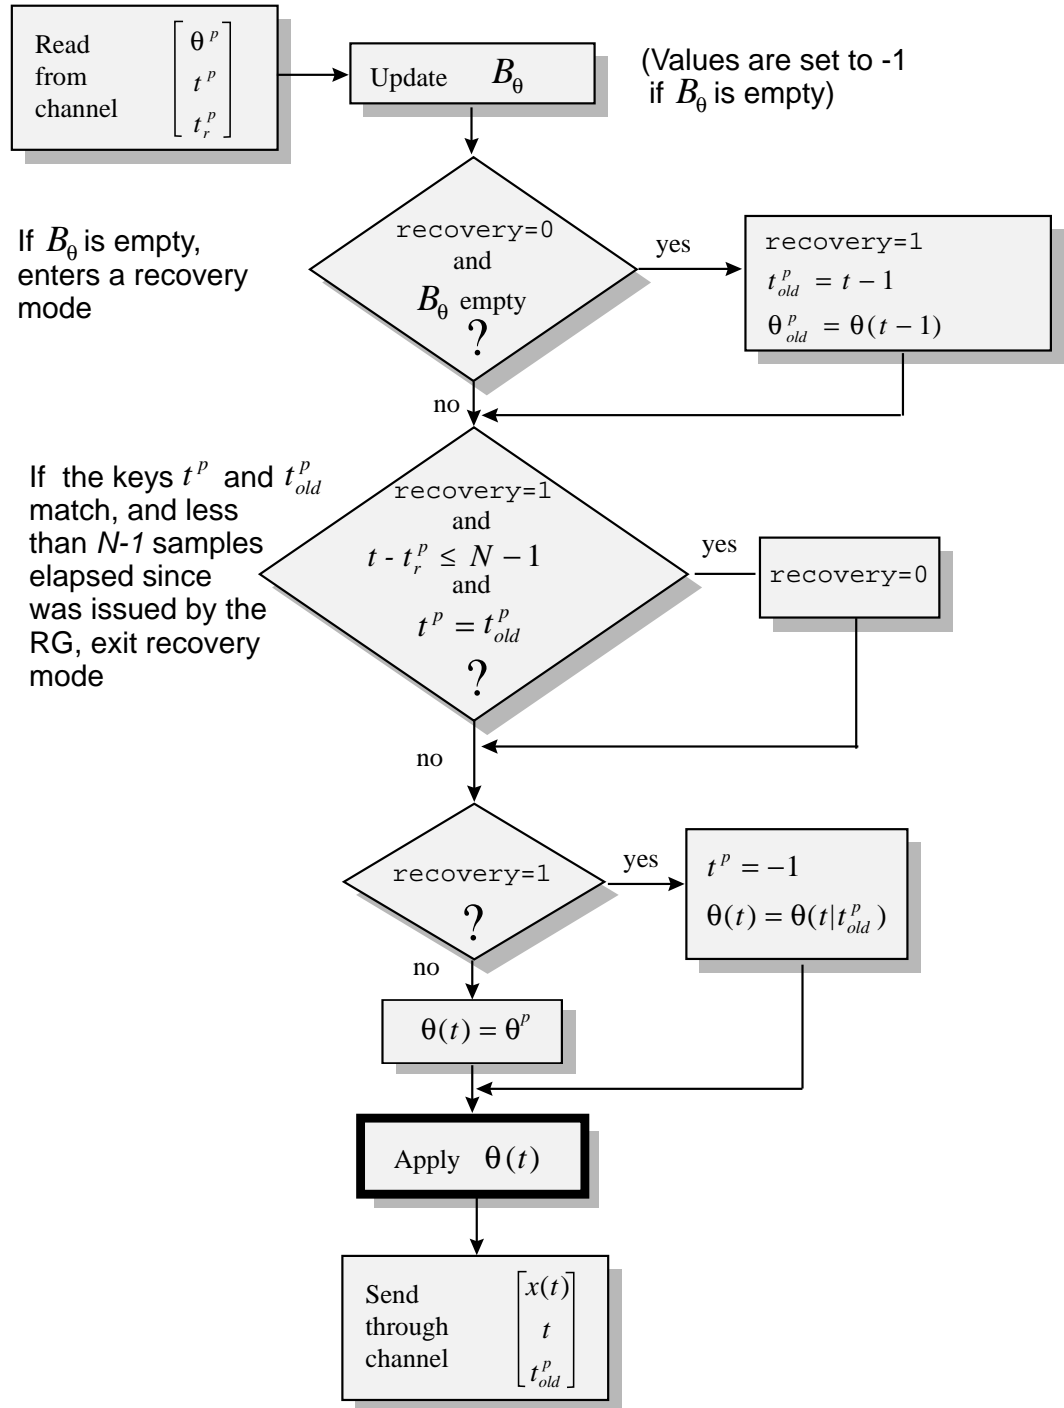 Read
from
channel
θ^p
t^p
t_r^p
Update B_θ
(Values are set to -1
if B_θ is empty)
If B_θ is empty,
enters a recovery
mode
recovery=0
and
B_θ empty
?
yes
recovery=1
t_old^p = t − 1
θ_old^p = θ(t − 1)
no
If the keys t^p and t_old^p
match, and less
than N-1 samples
elapsed since
was issued by the
RG, exit recovery
mode
recovery=1
and
t - t_r^p ≤ N − 1
and
t^p = t_old^p
?
yes
recovery=0
no
recovery=1
?
yes
t^p = −1
θ(t) = θ(t|t_old^p)
no
θ(t) = θ^p
Apply θ(t)
Send
through
channel
x(t)
t
t_old^p